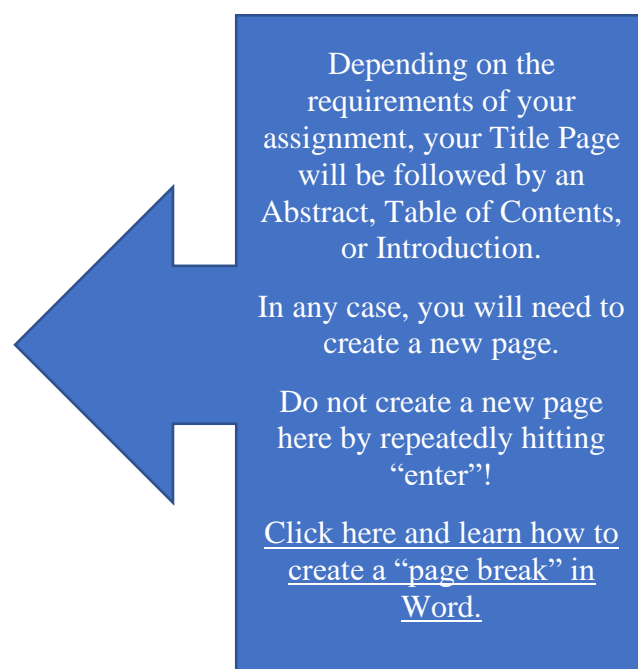 Depending on the
requirements of your
assignment, your Title Page
will be followed by an
Abstract, Table of Contents,
or Introduction.
In any case, you will need to
create a new page.
Do not create a new page
here by repeatedly hitting
“enter”!
Click here and learn how to
create a “page break” in
Word.